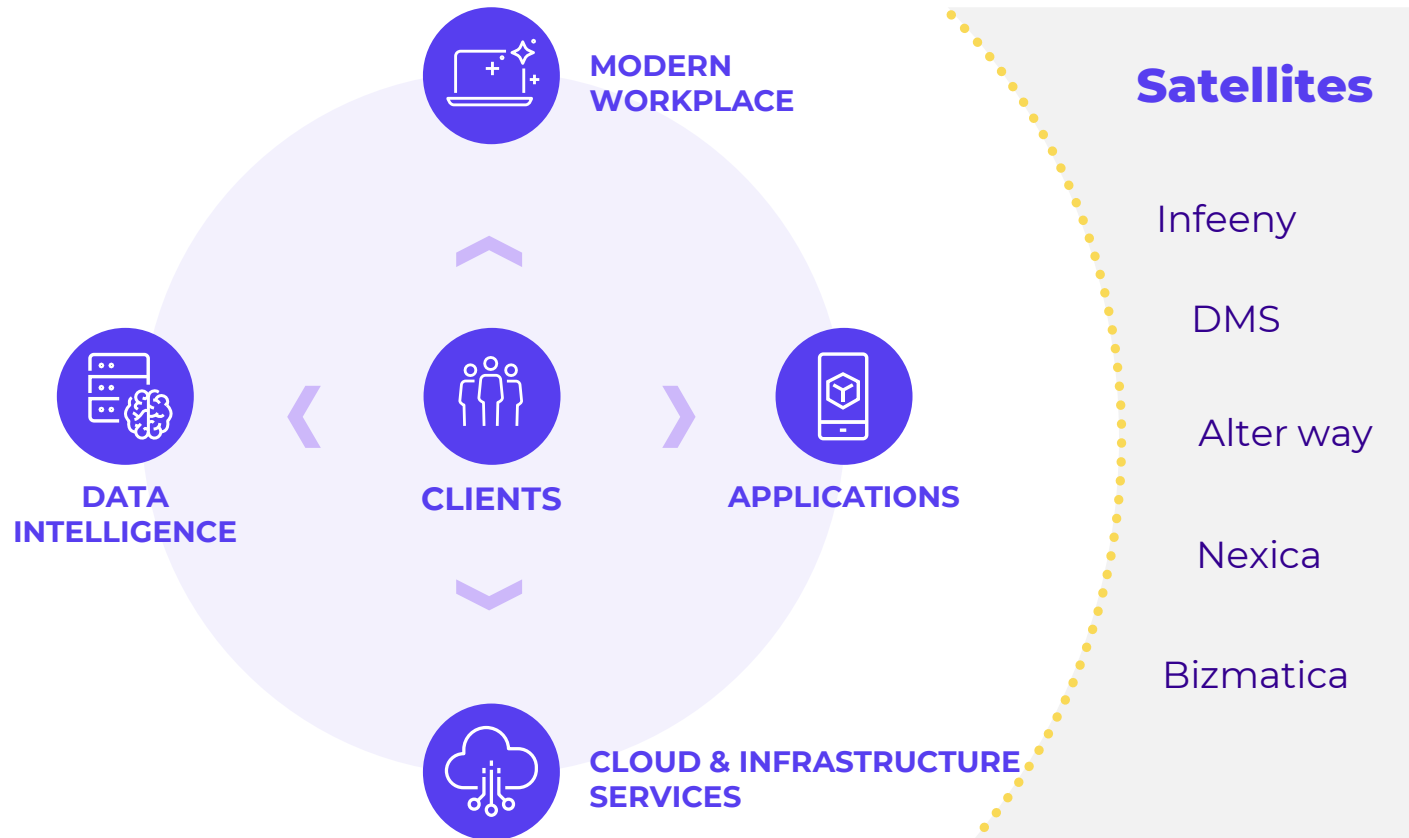 MODERN
WORKPLACE
DATA
INTELLIGENCE
CLIENTS
APPLICATIONS
CLOUD & INFRASTRUCTURE
SERVICES
Satellites
Infeeny
DMS
Alter way
Nexica
Bizmatica